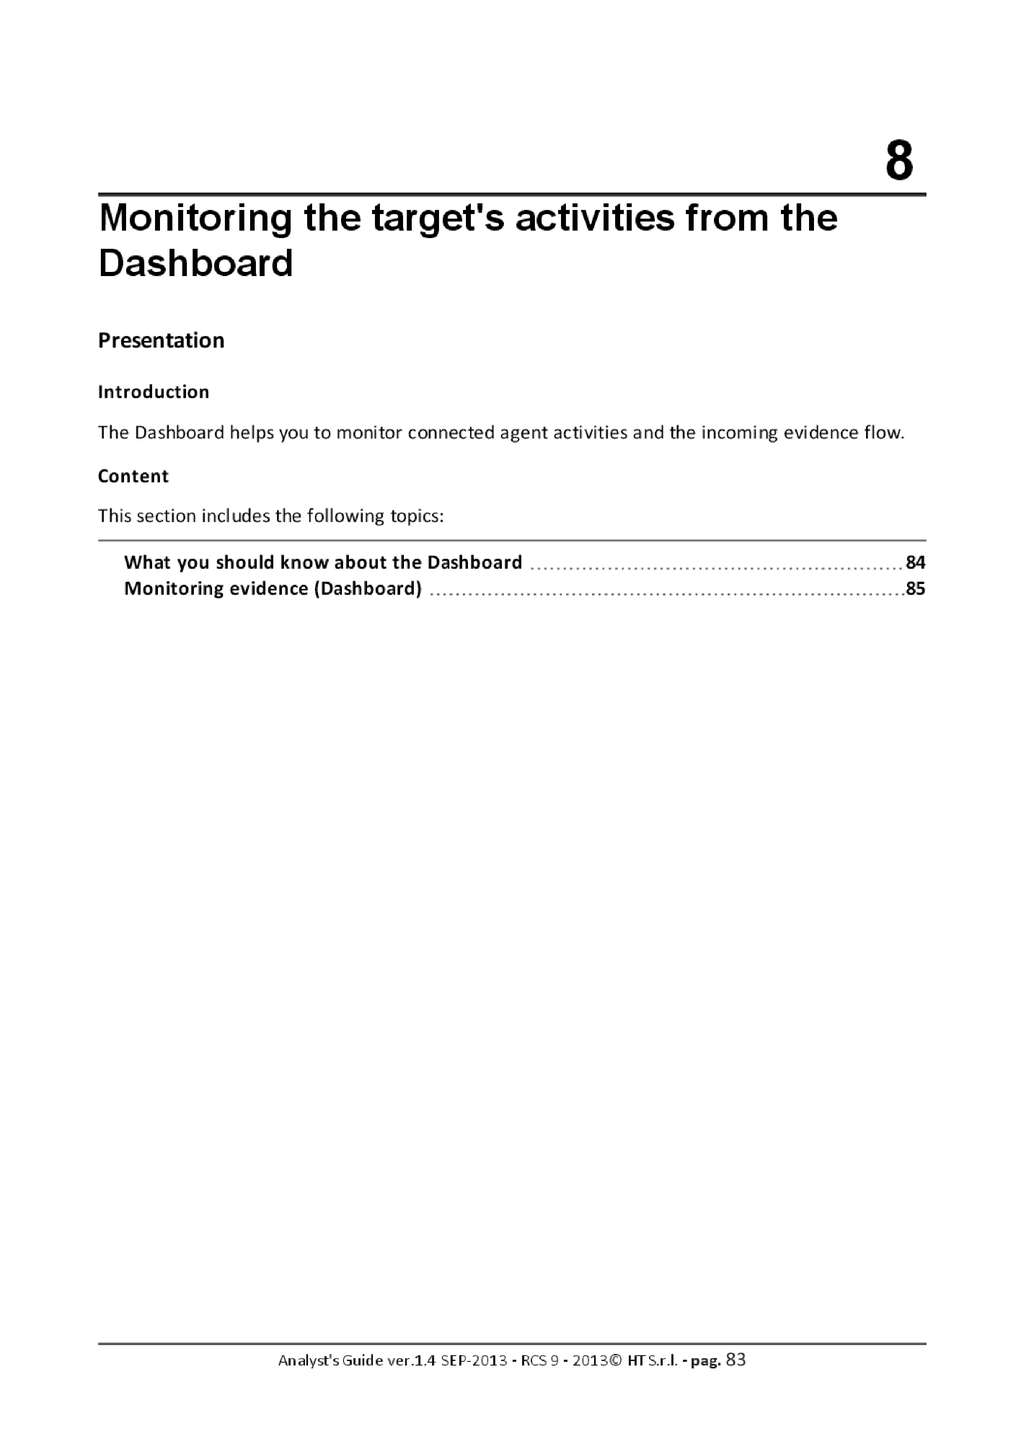 8
Monitoring the target's activities from the
Dashboard
Presentation
Introduction
The Dashboard helps you to monitor connected agent activities and the incoming evidence flow.
Content
This section includes the following topics:
What you should know about the Dashboard ........................................................... 84
Monitoring evidence (Dashboard) ........................................................................... 85
Analyst's Guide ver.1.4 SEP-2013 - RCS 9 - 2013© HT S.r.l. - pag. 83